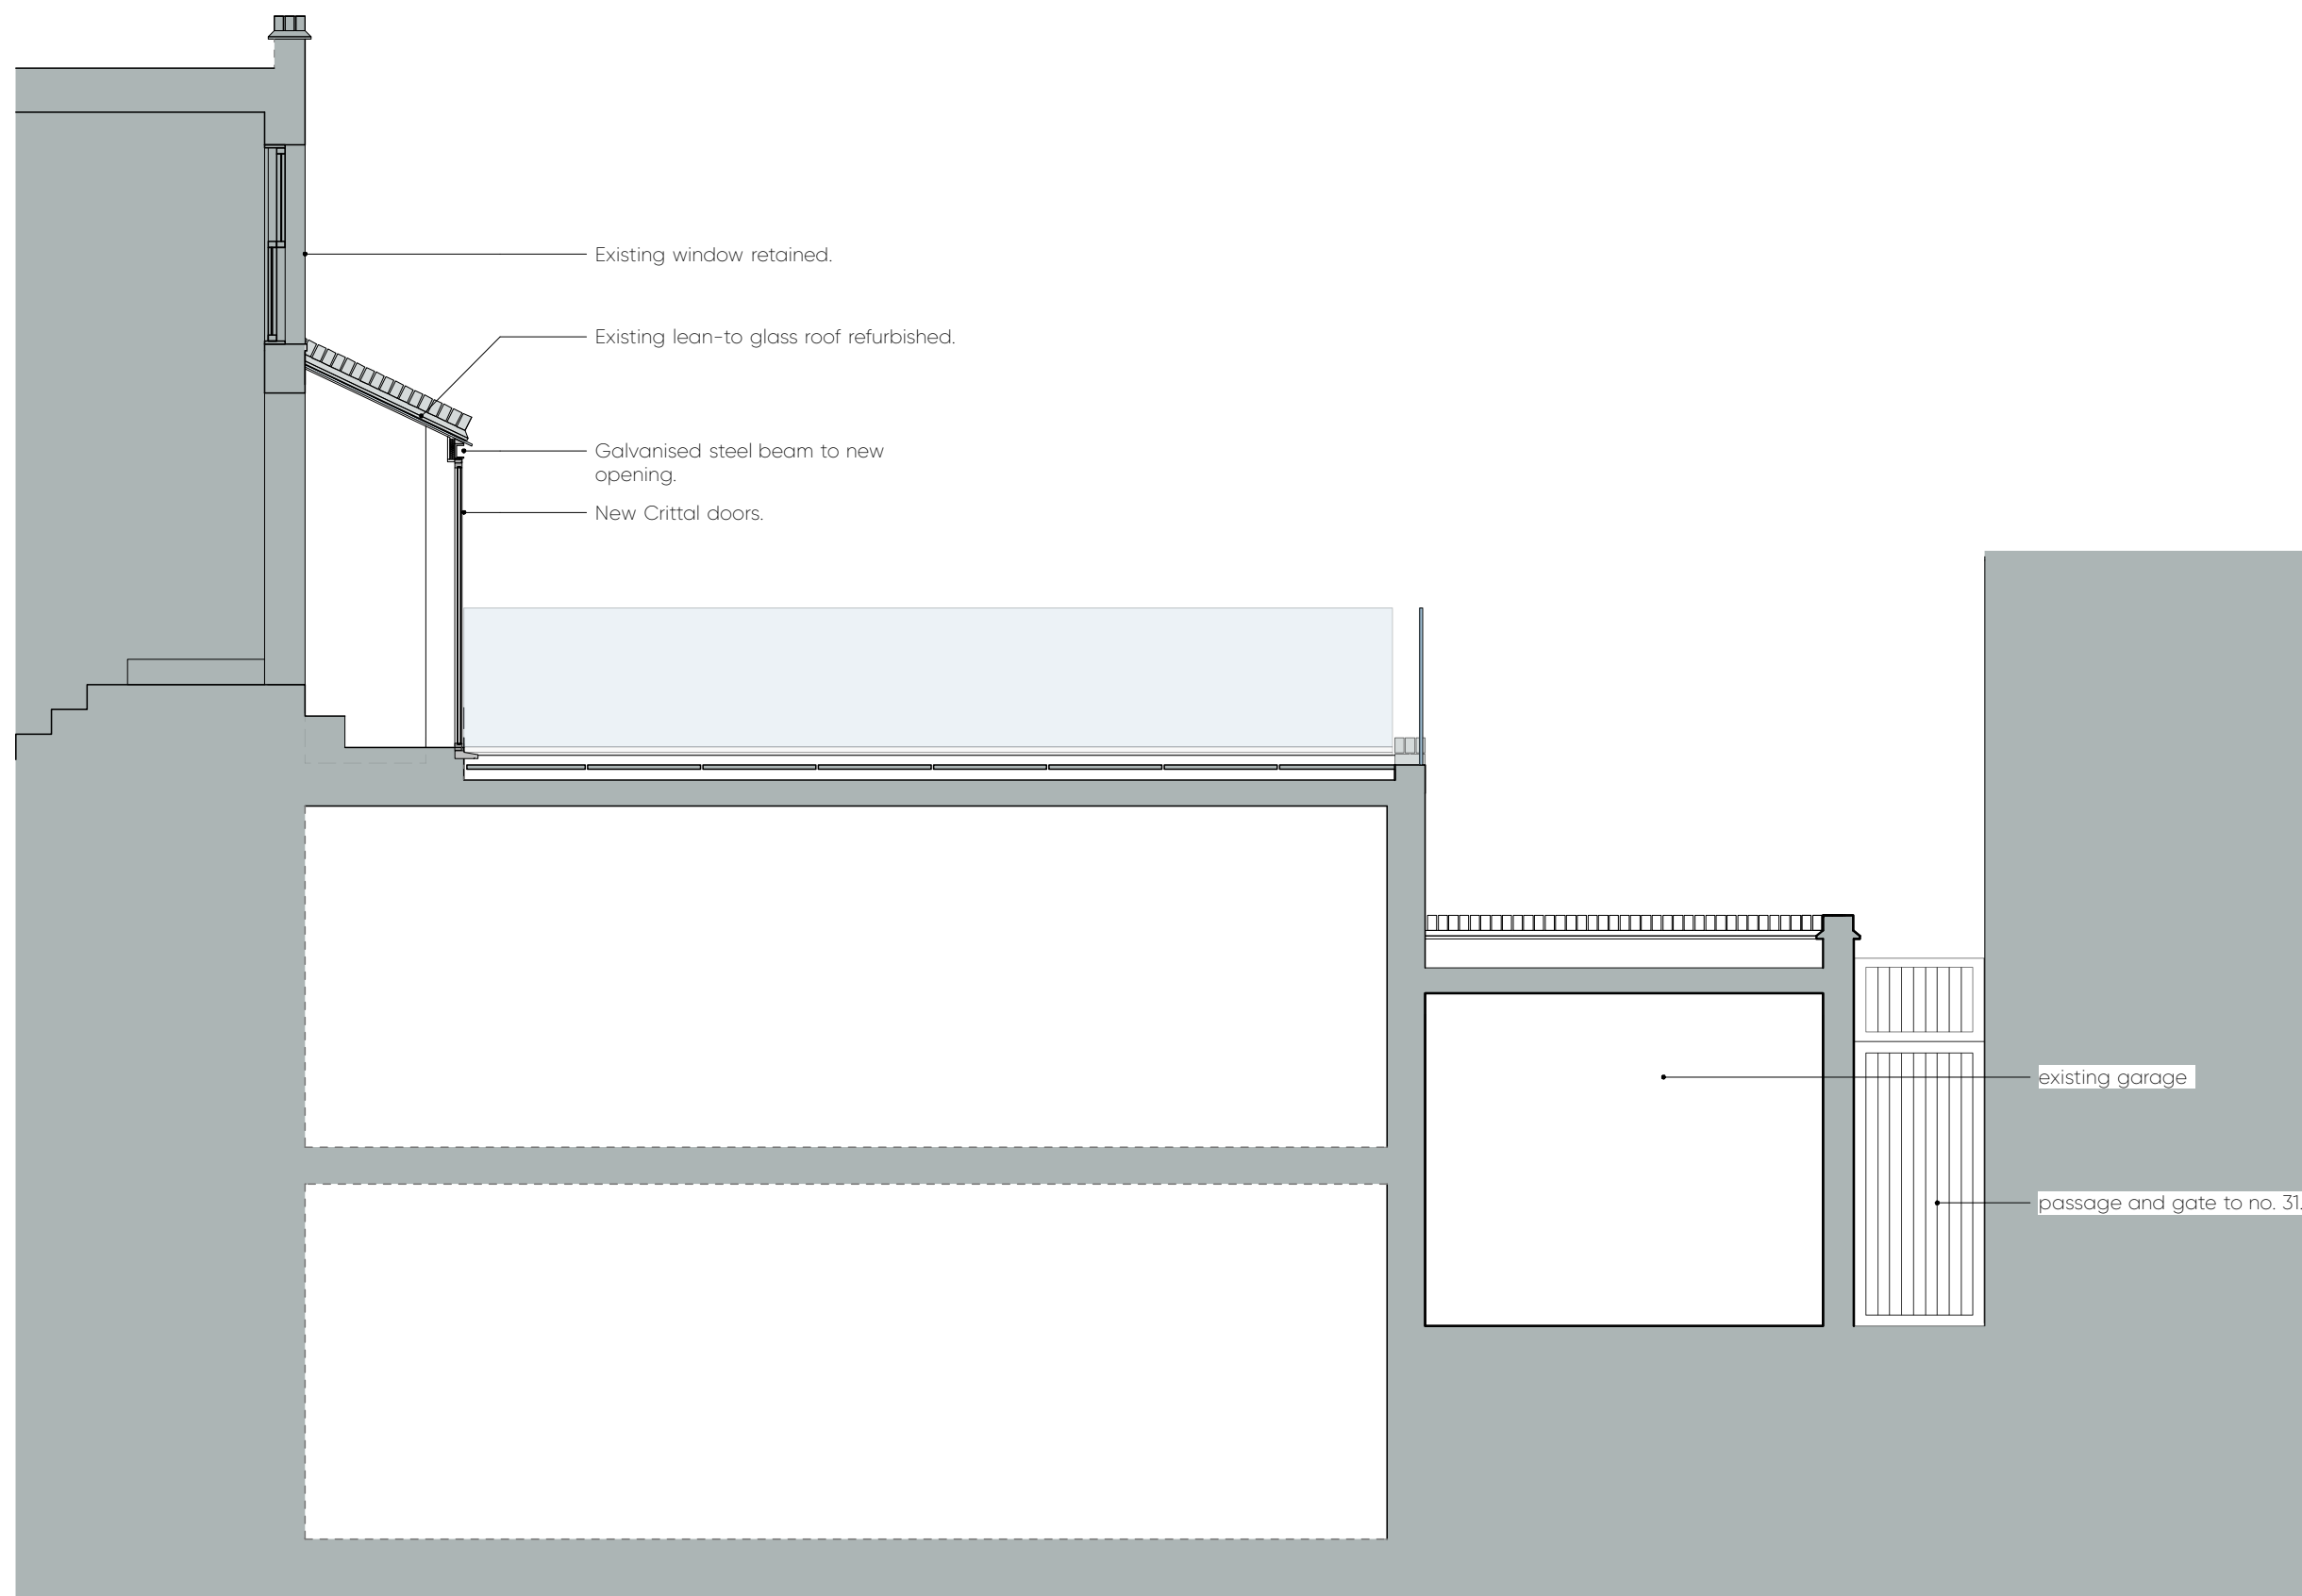 Existing window retained.
Existing lean-to glass roof refurbished.
Galvanised steel beam to new
opening.
New Crittal doors.
existing garage
passage and gate to no. 31.